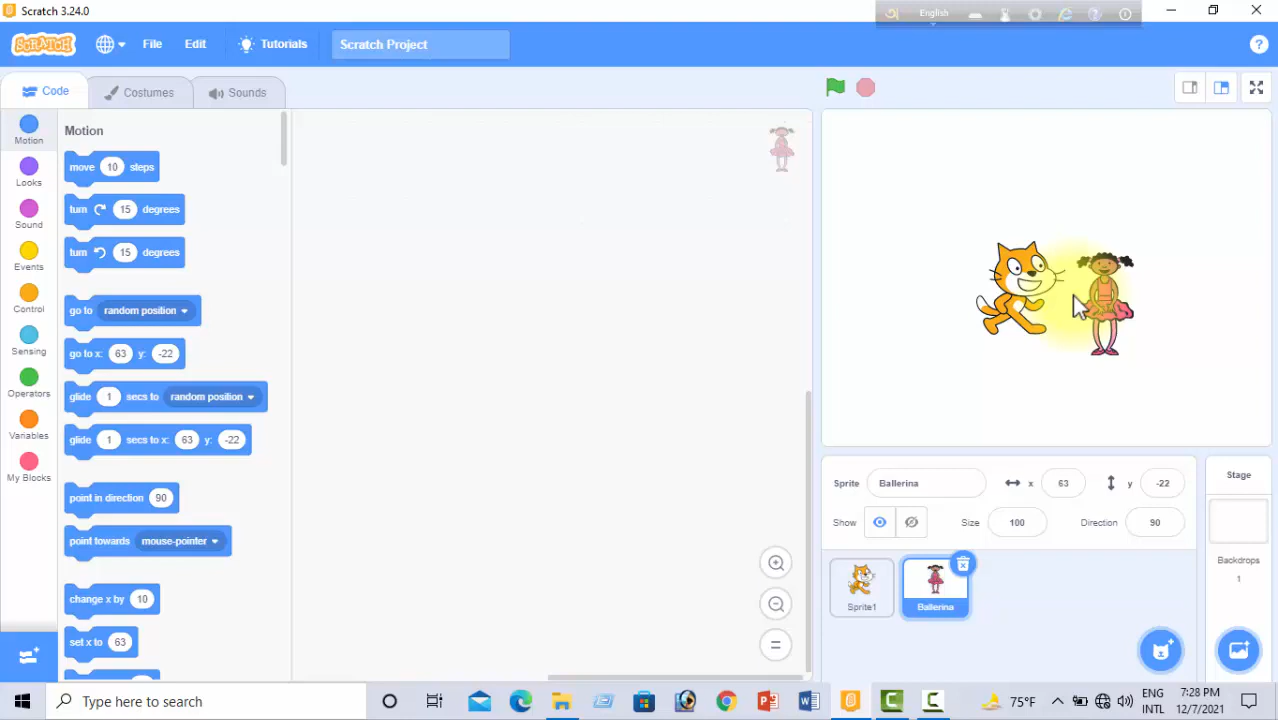 Scratch 3.24.0
English
SCRATCH
File
Edit
Tutorials
Scratch Project
Code
Costumes
Sounds
Motion
Motion
Looks
Sound
Events
Control
Sensing
Operators
Variables
My Blocks
move 10 steps
turn 15 degrees
turn 15 degrees
go to random position
go to x: 63 y: -22
glide 1 secs to random position
glide 1 secs to x: 63 y: -22
point in direction 90
point towards mouse-pointer
change x by 10
set x to 63
Sprite Ballerina x 63 y -22
Show Size 100 Direction 90
Sprite1
Ballerina
Stage
Backdrops
1
Type here to search
75°F
ENG
INTL
7:28 PM
12/7/2021